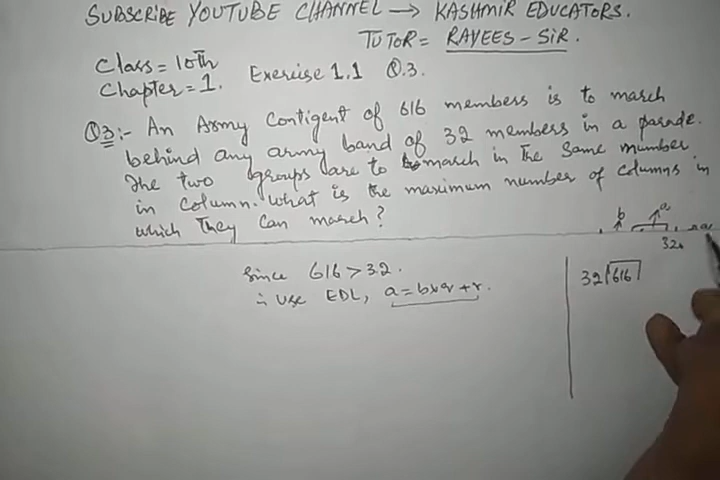 SUBSCRIBE YOUTUBE CHANNEL → KASHMIR EDUCATORS.
TUTOR = RAYEES-SIR.
Class = 10th
Chapter = 1. Exercise 1.1 Q.3.
Q3:- An Army Contigent of 616 members is to march
behind any army band of 32 members in a parade.
The two groups are to march in the same number
in column. What is the maximum number of columns in
which they can march?
b a
32
Since 616 > 32.
∴ Use EDL, a = b×q + r.
32 616